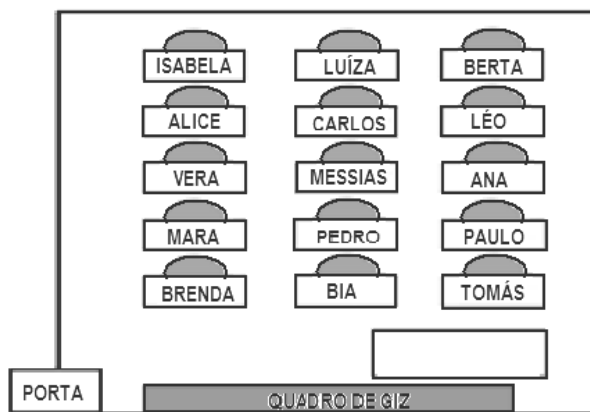 ISABELA LUÍZA BERTA
ALICE CARLOS LÉO
VERA MESSIAS ANA
MARA PEDRO PAULO
BRENDA BIA TOMÁS
PORTA
QUADRO DE GIZ